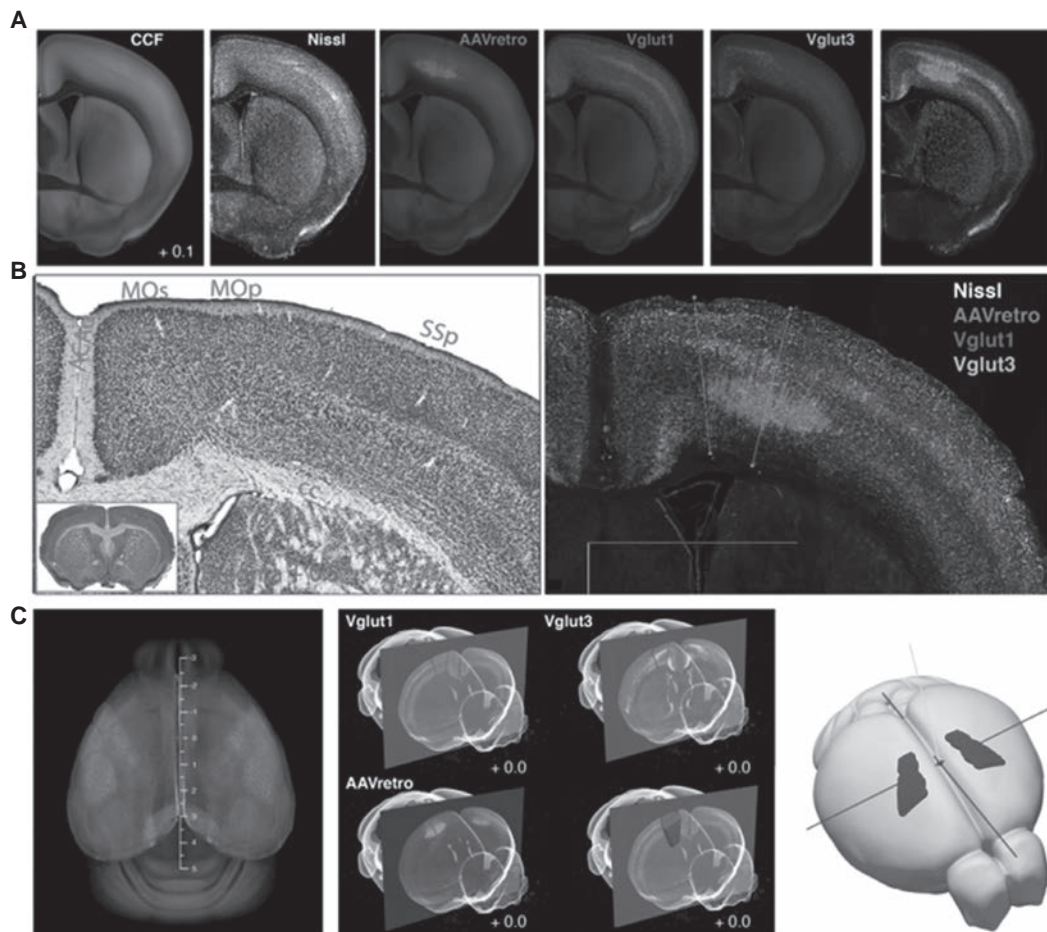 A
CCF
Nissl
AAVretro
Vglut1
Vglut3
+ 0.1
B
MOs
MOp
SSp
cc
Nissl
AAVretro
Vglut1
Vglut3
C
Vglut1
Vglut3
+ 0.0
+ 0.0
AAVretro
+ 0.0
+ 0.0